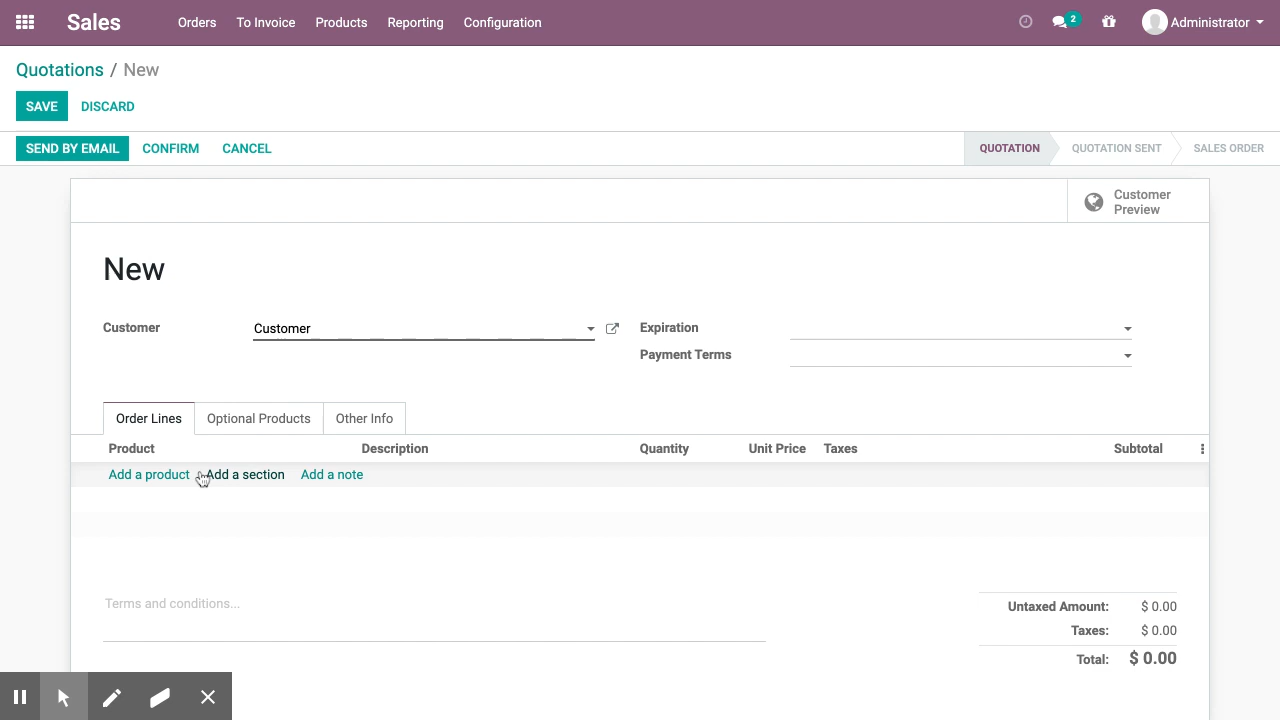 Sales Orders To Invoice Products Reporting Configuration 2 Administrator
Quotations / New
SAVE DISCARD
SEND BY EMAIL CONFIRM CANCEL QUOTATION QUOTATION SENT SALES ORDER
Customer
Preview
New
Customer Customer Expiration
Payment Terms
Order Lines Optional Products Other Info
Product Description Quantity Unit Price Taxes Subtotal
Add a product Add a section Add a note
Terms and conditions...
Untaxed Amount: $ 0.00
Taxes: $ 0.00
Total: $ 0.00